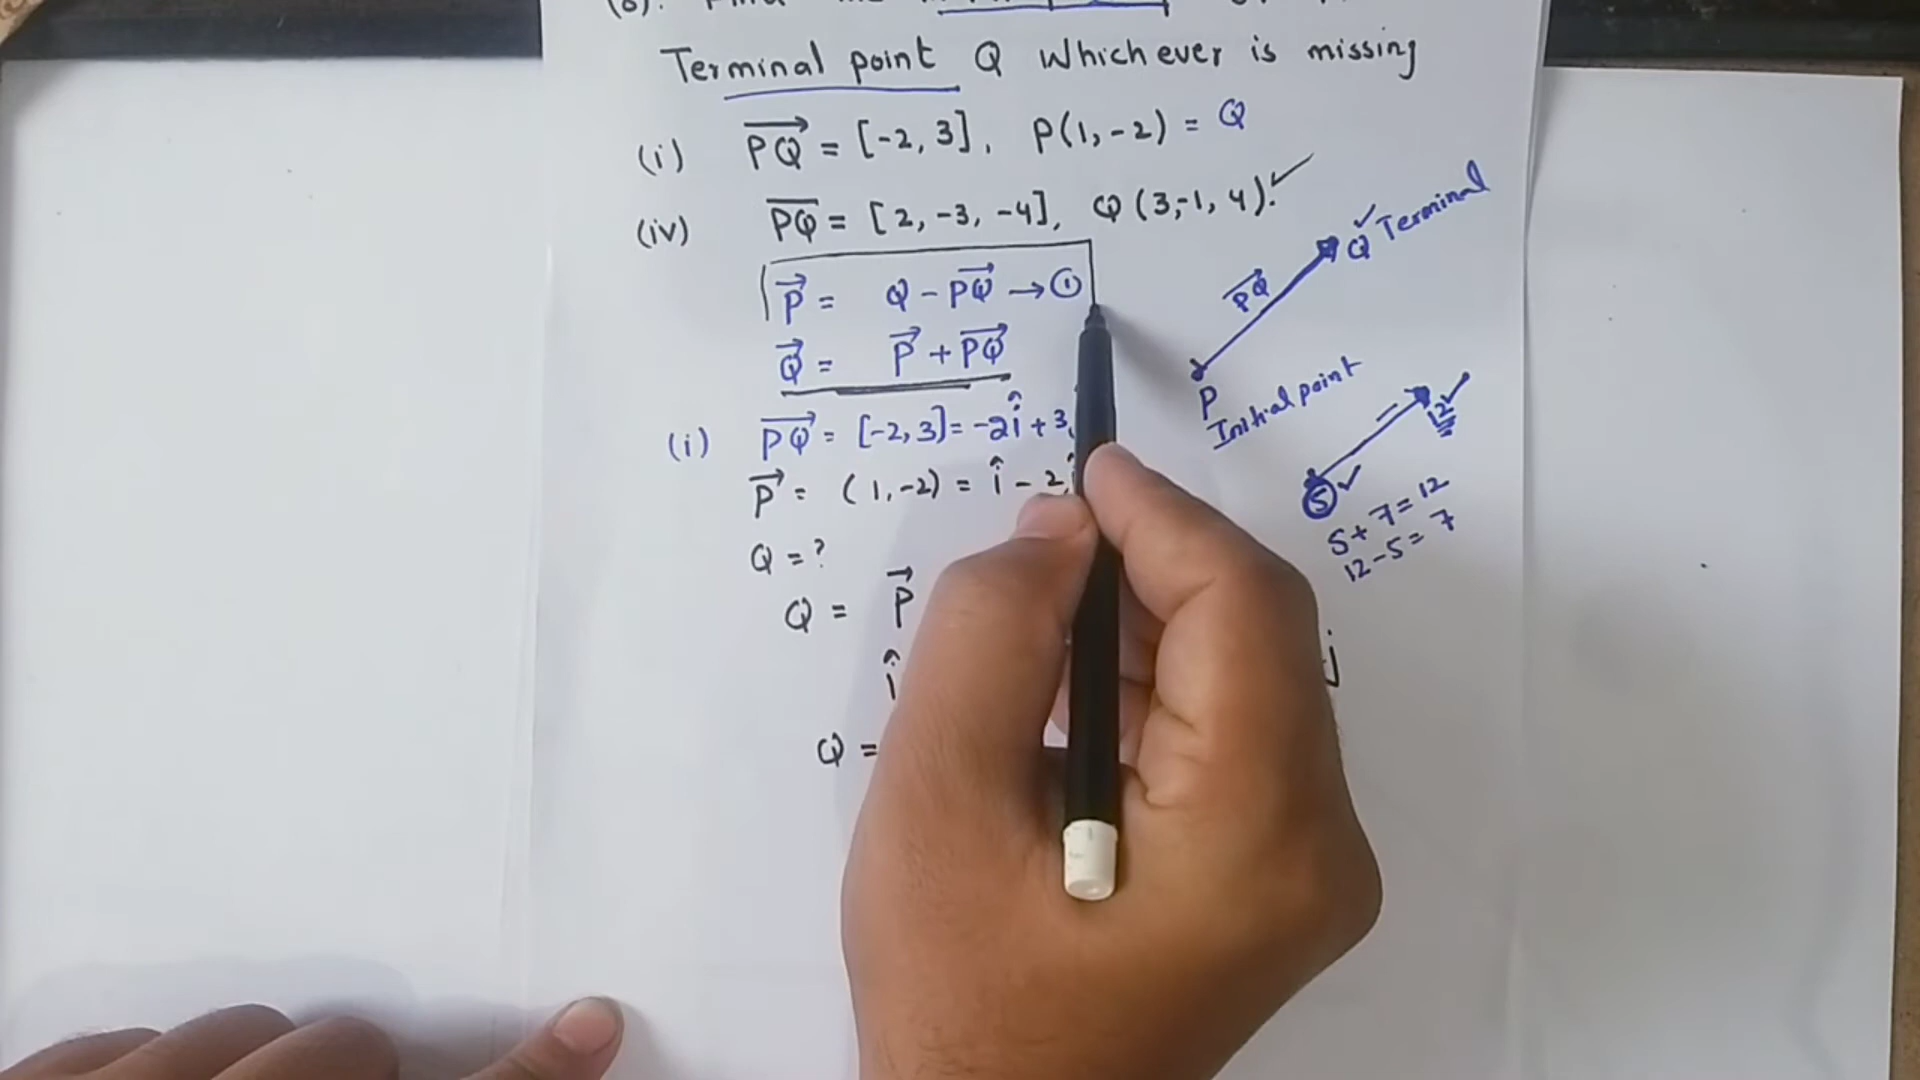 Terminal point Q Whichever is missing
(i) PQ = [-2, 3], P(1, -2) = Q
(iv) PQ = [2, -3, -4], Q(3,-1, 4).
P = Q - PQ → ①
Q = P + PQ
Q Terminal
PQ
P
Initial point
12
5
5+7=12
12-5=7
(i) PQ = [-2,3] = -2î + 3
P = (1,-2) = î - 2
Q = ?
Q = P
î j
Q =